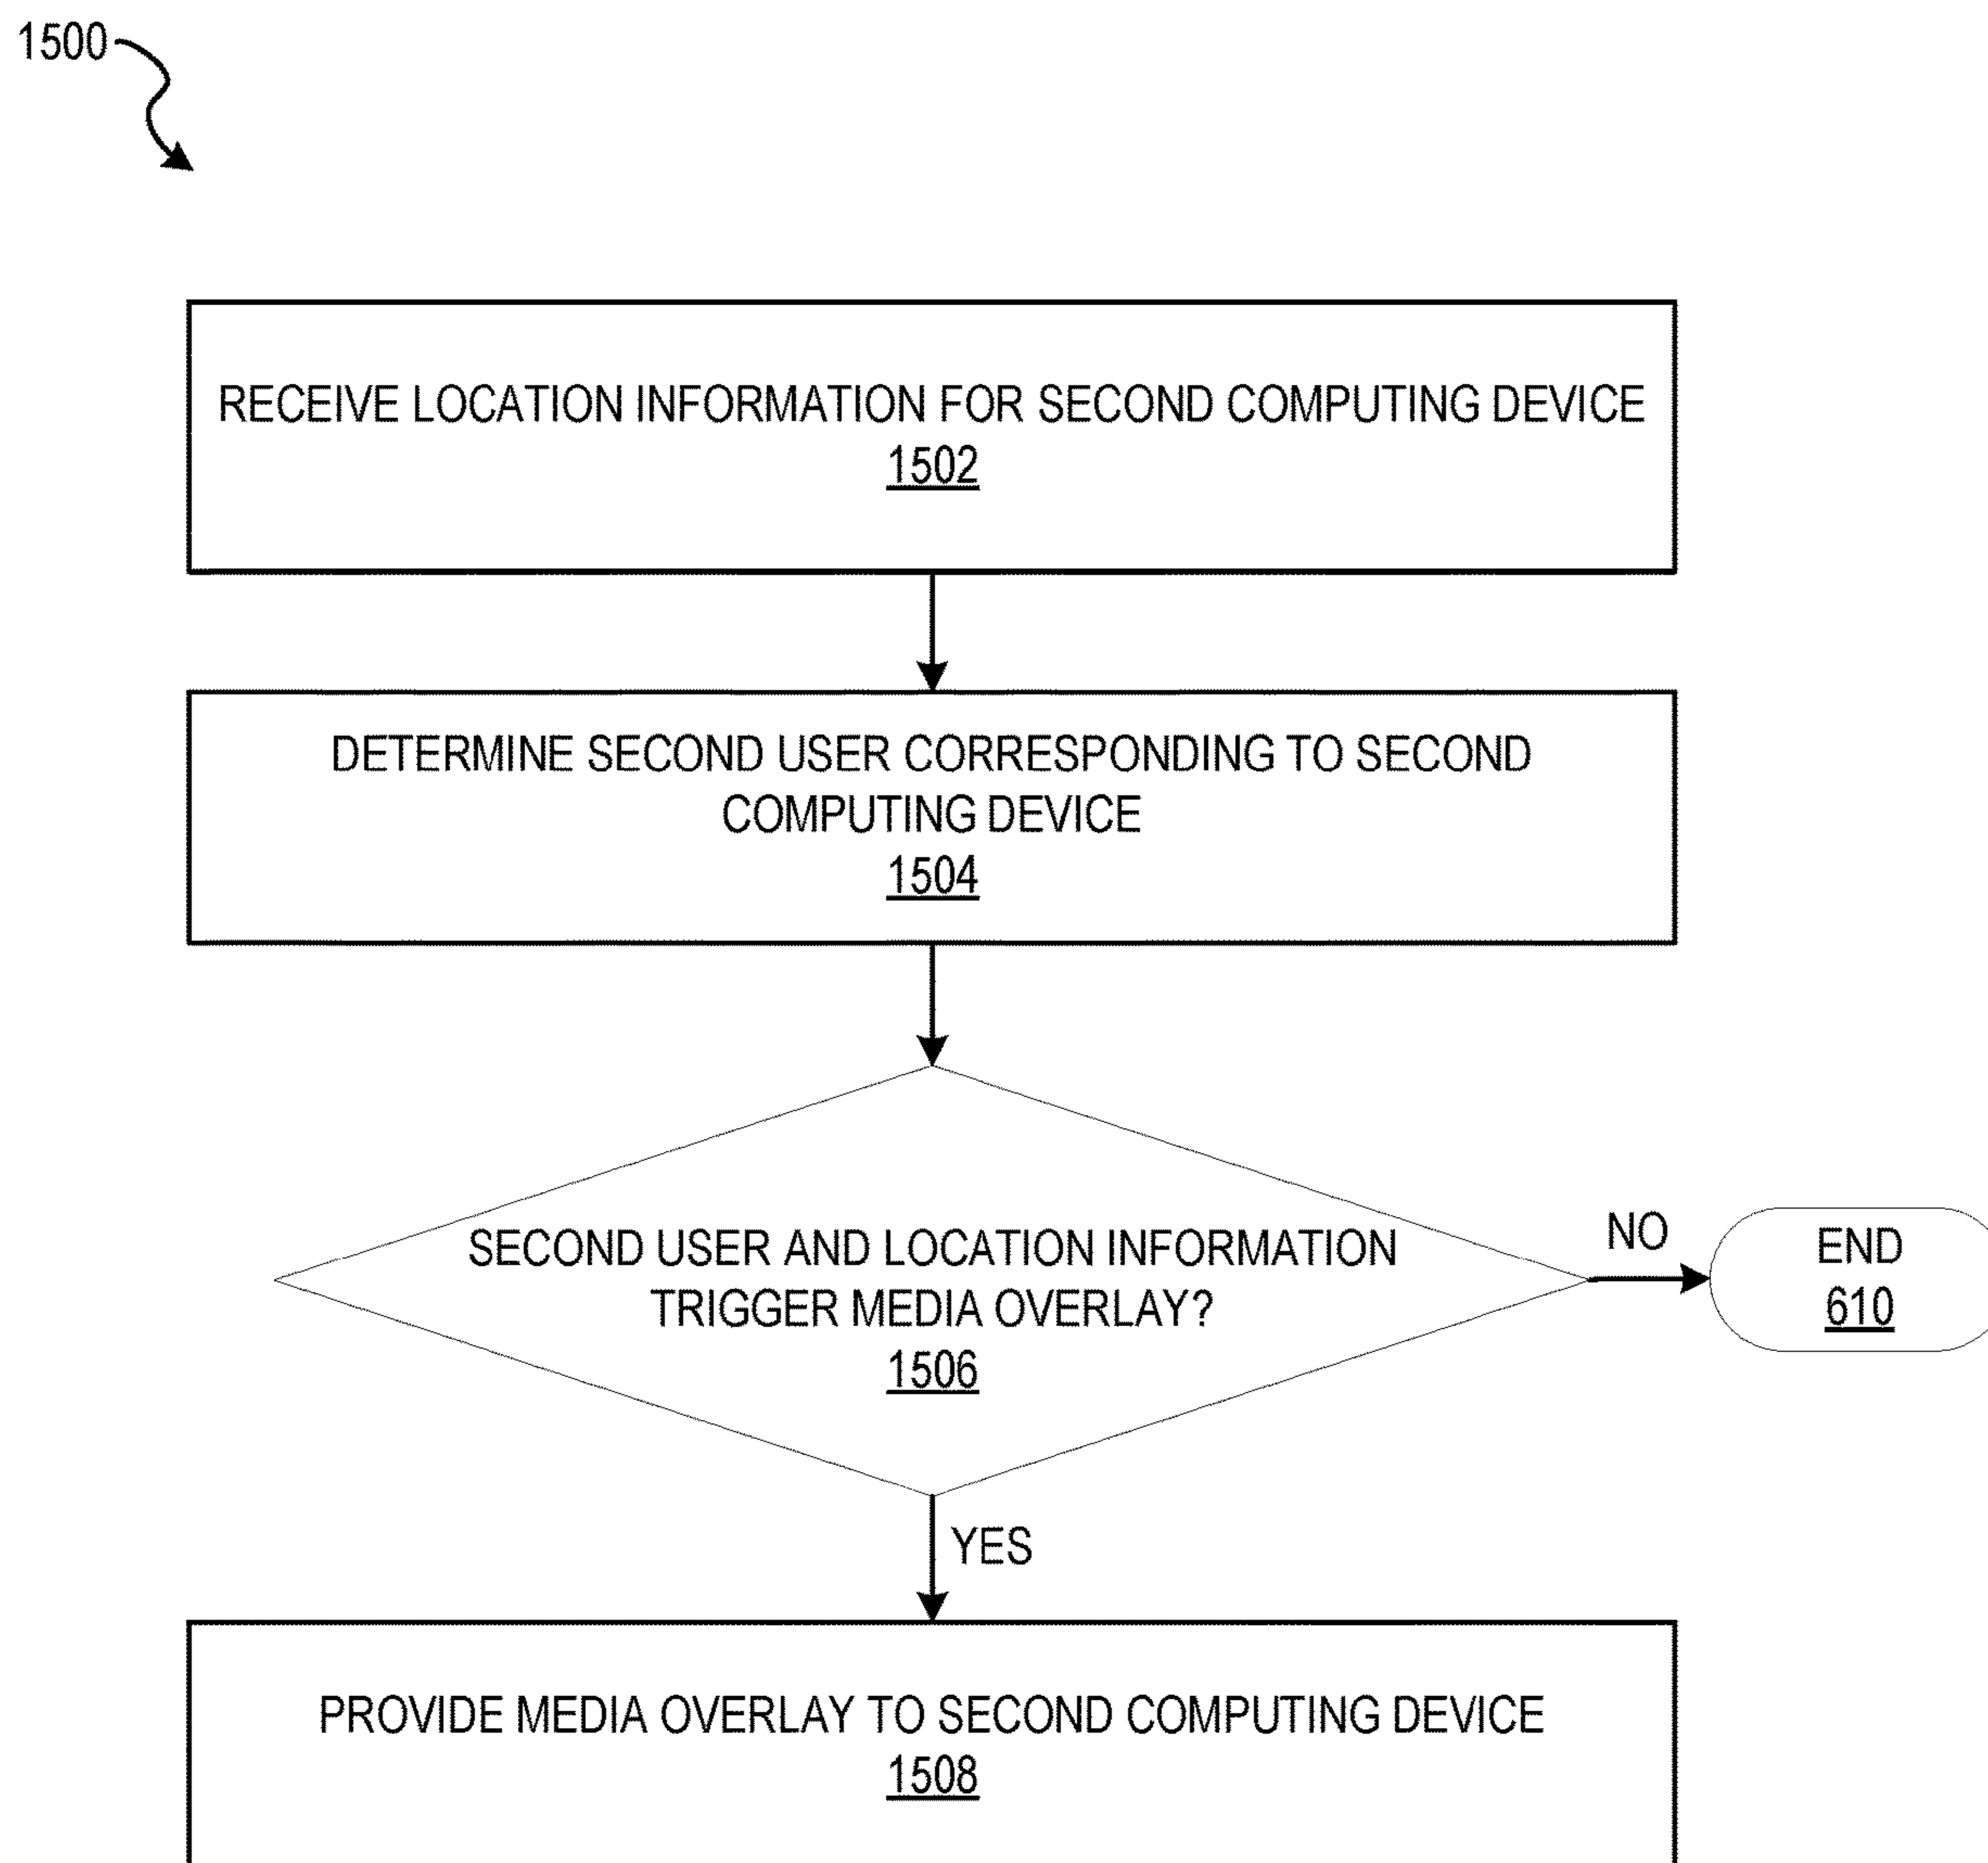 1500
RECEIVE LOCATION INFORMATION FOR SECOND COMPUTING DEVICE
1502
DETERMINE SECOND USER CORRESPONDING TO SECOND
COMPUTING DEVICE
1504
SECOND USER AND LOCATION INFORMATION
TRIGGER MEDIA OVERLAY?
1506
NO
END
610
YES
PROVIDE MEDIA OVERLAY TO SECOND COMPUTING DEVICE
1508